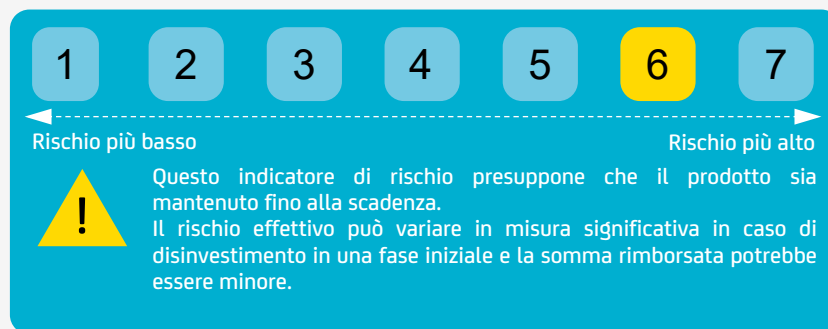 1 2 3 4 5 6 7
Rischio più basso Rischio più alto
!
Questo indicatore di rischio presuppone che il prodotto sia
mantenuto fino alla scadenza.
Il rischio effettivo può variare in misura significativa in caso di
disinvestimento in una fase iniziale e la somma rimborsata potrebbe
essere minore.